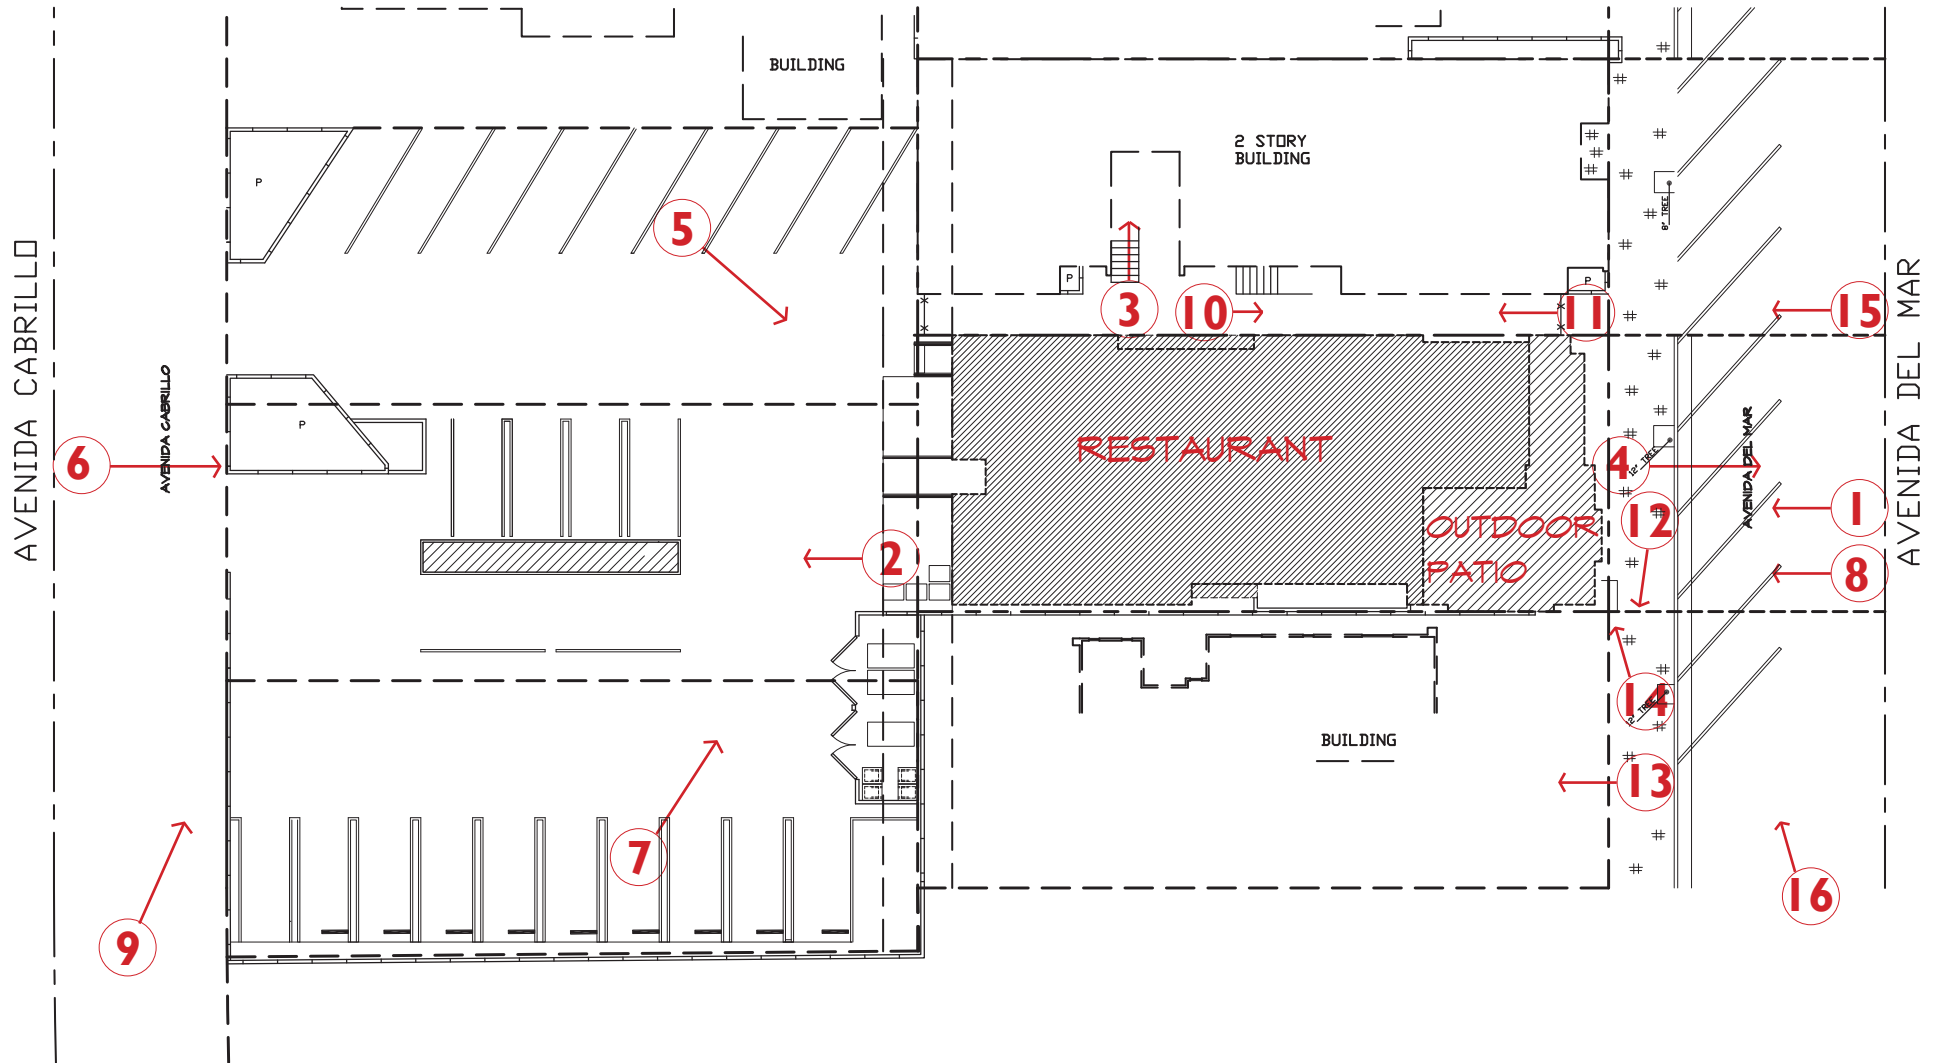 BUILDING
2 STORY
BUILDING
P
8' TREE
5
AVENIDA CABRILLO
AVENIDA DEL MAR
P
P
3
10
11
15
AVENIDA CABRILLO
P
RESTAURANT
AVENIDA DEL MAR
6
4
12' TREE
1
12
OUTDOOR
PATIO
2
8
14
12' TREE
BUILDING
13
7
16
9